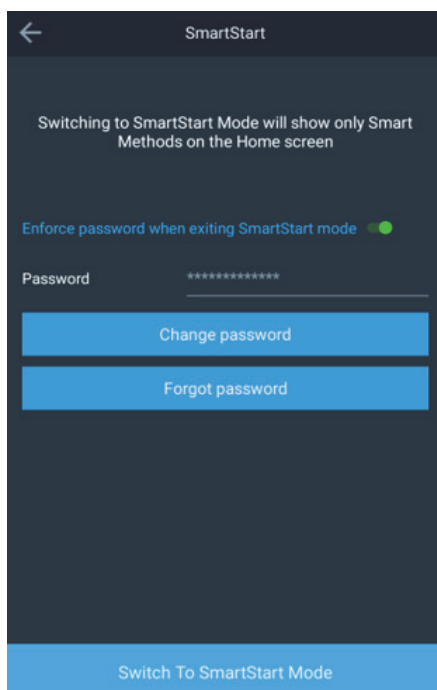 SmartStart
Switching to SmartStart Mode will show only Smart
Methods on the Home screen
Enforce password when exiting SmartStart mode
Password
*************
Change password
Forgot password
Switch To SmartStart Mode